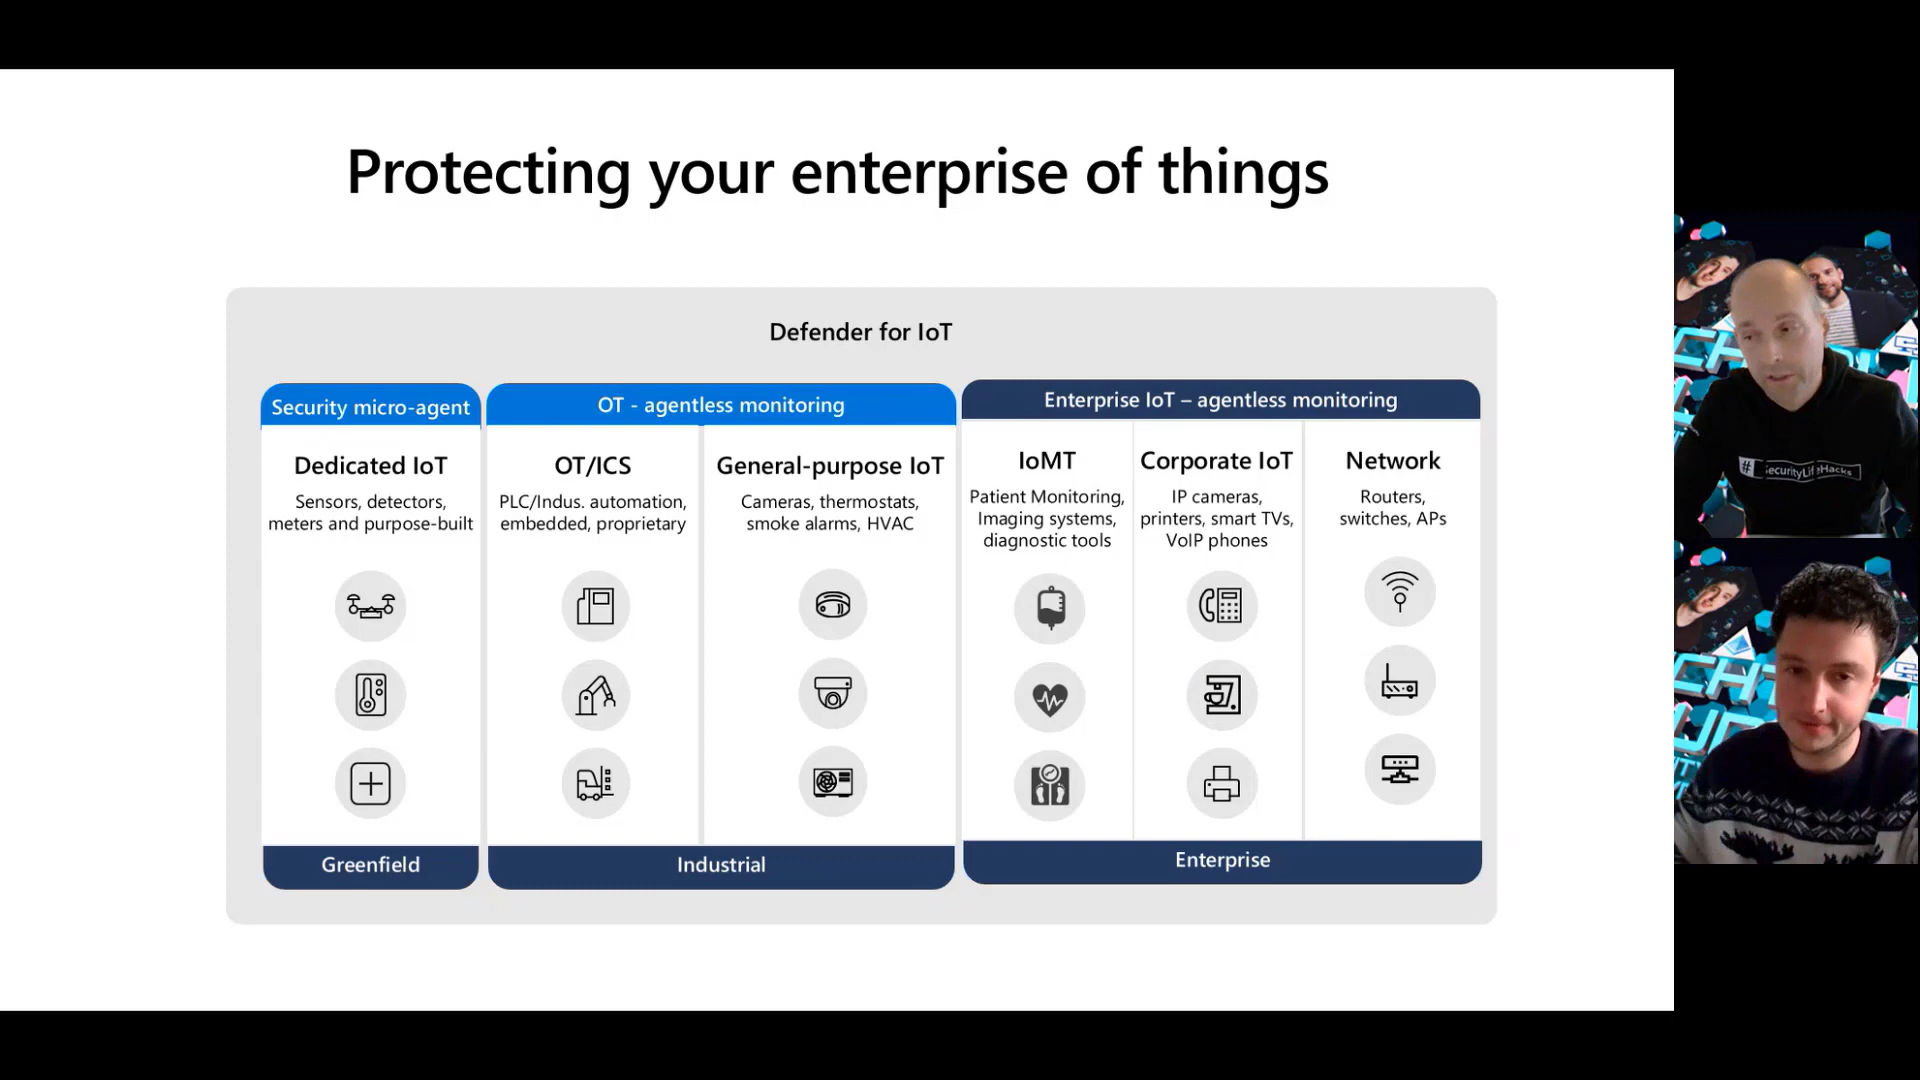 Protecting your enterprise of things
Defender for IoT
Security micro-agent
OT - agentless monitoring
Enterprise IoT – agentless monitoring
Dedicated IoT
Sensors, detectors,
meters and purpose-built
OT/ICS
PLC/Indus. automation,
embedded, proprietary
General-purpose IoT
Cameras, thermostats,
smoke alarms, HVAC
IoMT
Patient Monitoring,
Imaging systems,
diagnostic tools
Corporate IoT
IP cameras,
printers, smart TVs,
VoIP phones
Network
Routers,
switches, APs
Greenfield
Industrial
Enterprise